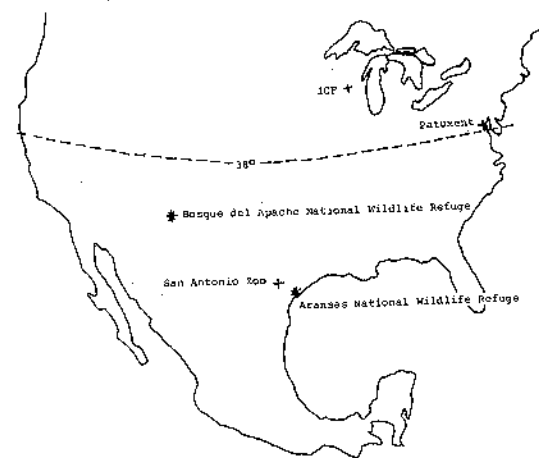 ICF
Patuxent
38°
Bosque del Apache National Wildlife Refuge
San Antonio Zoo
Aransas National Wildlife Refuge